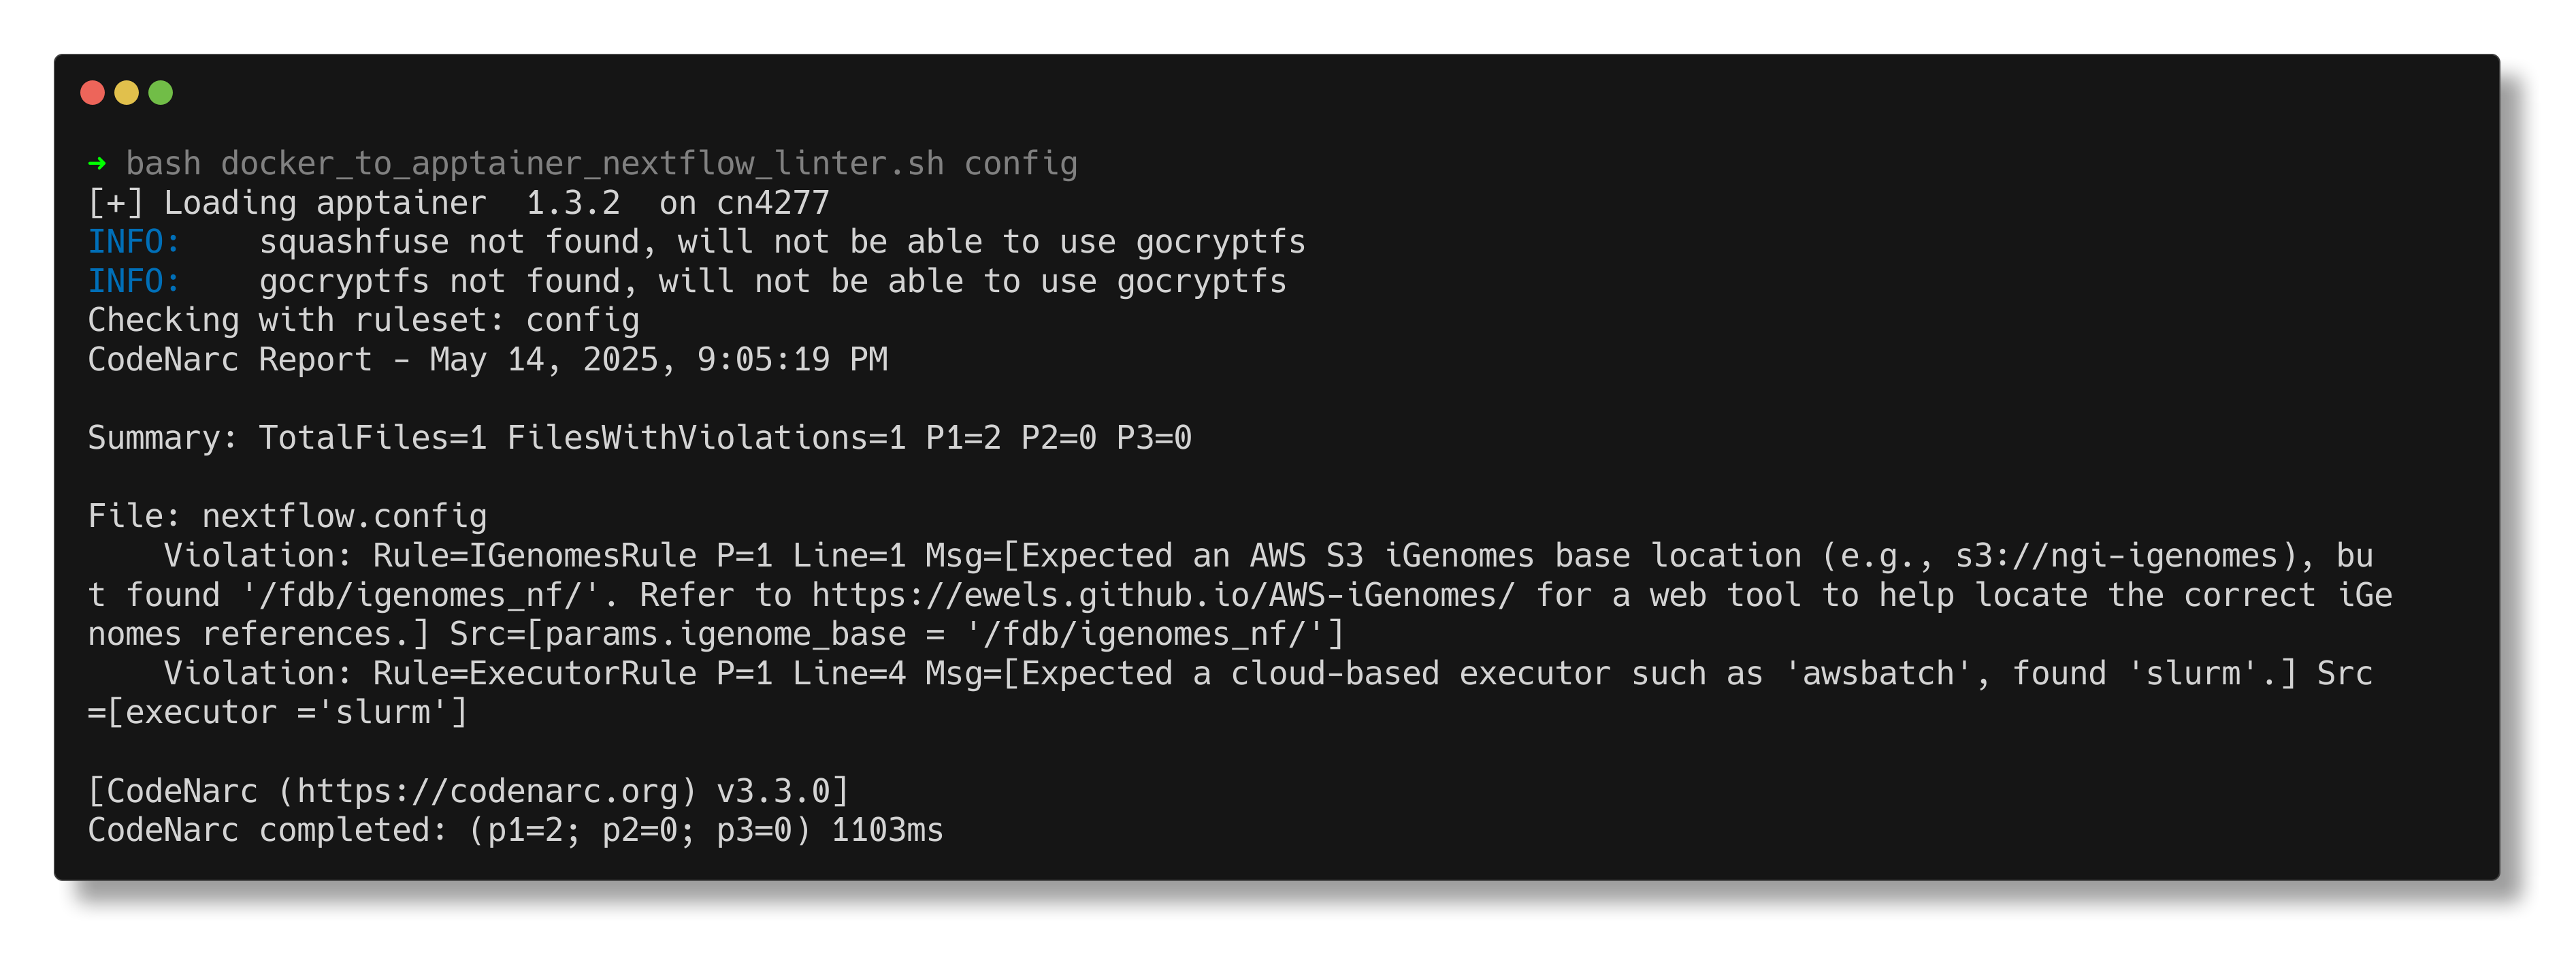 ➜ bash docker_to_apptainer_nextflow_linter.sh config
[+] Loading apptainer  1.3.2  on cn4277
INFO:    squashfuse not found, will not be able to use gocryptfs
INFO:    gocryptfs not found, will not be able to use gocryptfs
Checking with ruleset: config
CodeNarc Report - May 14, 2025, 9:05:19 PM

Summary: TotalFiles=1 FilesWithViolations=1 P1=2 P2=0 P3=0

File: nextflow.config
    Violation: Rule=IGenomesRule P=1 Line=1 Msg=[Expected an AWS S3 iGenomes base location (e.g., s3://ngi-igenomes), bu
t found '/fdb/igenomes_nf/'. Refer to https://ewels.github.io/AWS-iGenomes/ for a web tool to help locate the correct iGe
nomes references.] Src=[params.igenome_base = '/fdb/igenomes_nf/']
    Violation: Rule=ExecutorRule P=1 Line=4 Msg=[Expected a cloud-based executor such as 'awsbatch', found 'slurm'.] Src
=[executor ='slurm']

[CodeNarc (https://codenarc.org) v3.3.0]
CodeNarc completed: (p1=2; p2=0; p3=0) 1103ms